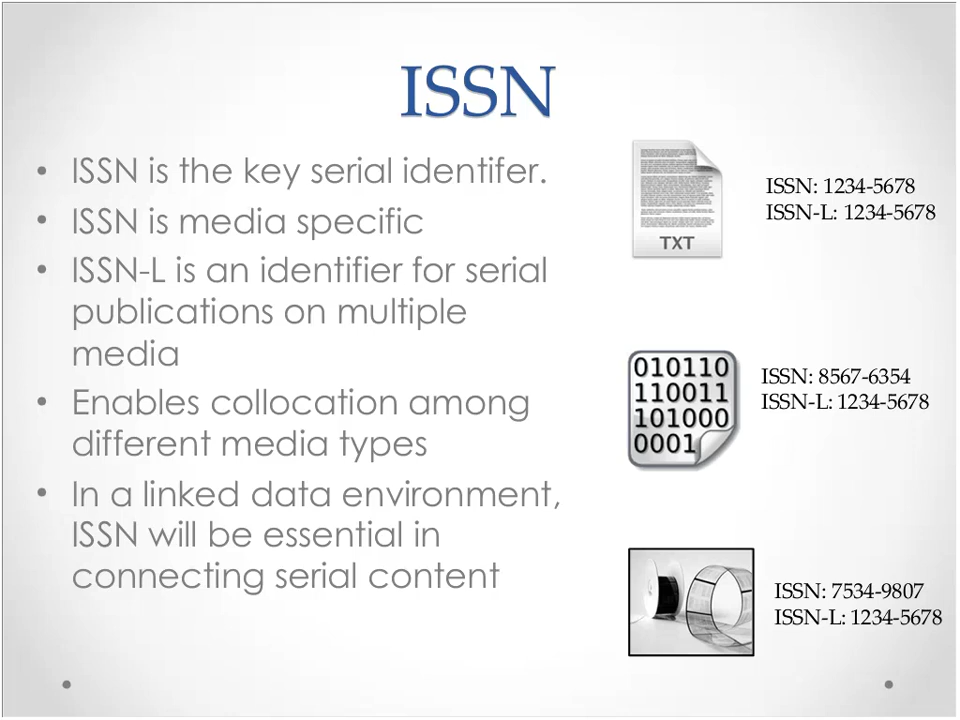 ISSN
• ISSN is the key serial identifer.
• ISSN is media specific
• ISSN-L is an identifier for serial
publications on multiple
media
• Enables collocation among
different media types
• In a linked data environment,
ISSN will be essential in
connecting serial content
TXT
ISSN: 1234-5678
ISSN-L: 1234-5678
010110
110011
101000
0001
ISSN: 8567-6354
ISSN-L: 1234-5678
ISSN: 7534-9807
ISSN-L: 1234-5678